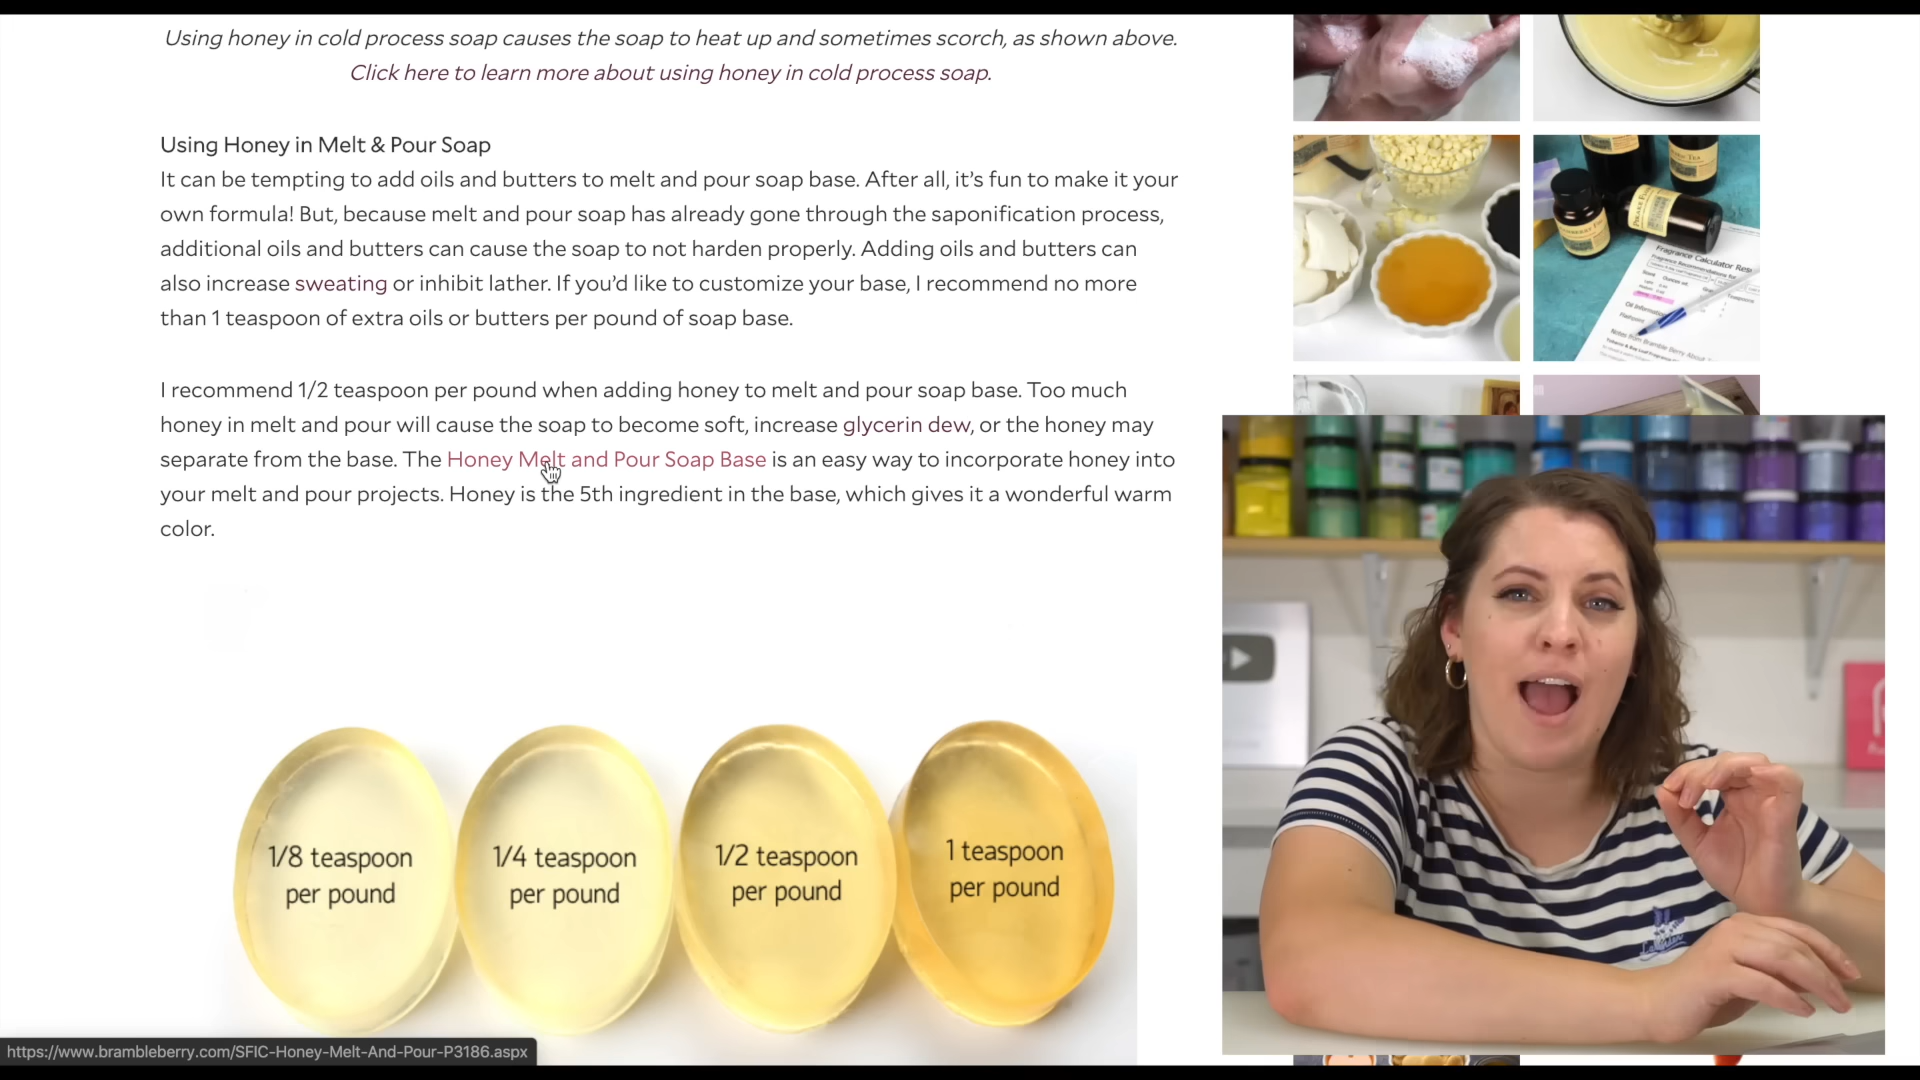 Using honey in cold process soap causes the soap to heat up and sometimes scorch, as shown above.
Click here to learn more about using honey in cold process soap.
Using Honey in Melt & Pour Soap
It can be tempting to add oils and butters to melt and pour soap base. After all, it’s fun to make it your
own formula! But, because melt and pour soap has already gone through the saponification process,
additional oils and butters can cause the soap to not harden properly. Adding oils and butters can
also increase sweating or inhibit lather. If you’d like to customize your base, I recommend no more
than 1 teaspoon of extra oils or butters per pound of soap base.
I recommend 1/2 teaspoon per pound when adding honey to melt and pour soap base. Too much
honey in melt and pour will cause the soap to become soft, increase glycerin dew, or the honey may
separate from the base. The Honey Melt and Pour Soap Base is an easy way to incorporate honey into
your melt and pour projects. Honey is the 5th ingredient in the base, which gives it a wonderful warm
color.
1/8 teaspoon
per pound
1/4 teaspoon
per pound
1/2 teaspoon
per pound
1 teaspoon
per pound
Fragrance Calculator
https://www.brambleberry.com/SFIC-Honey-Melt-And-Pour-P3186.aspx